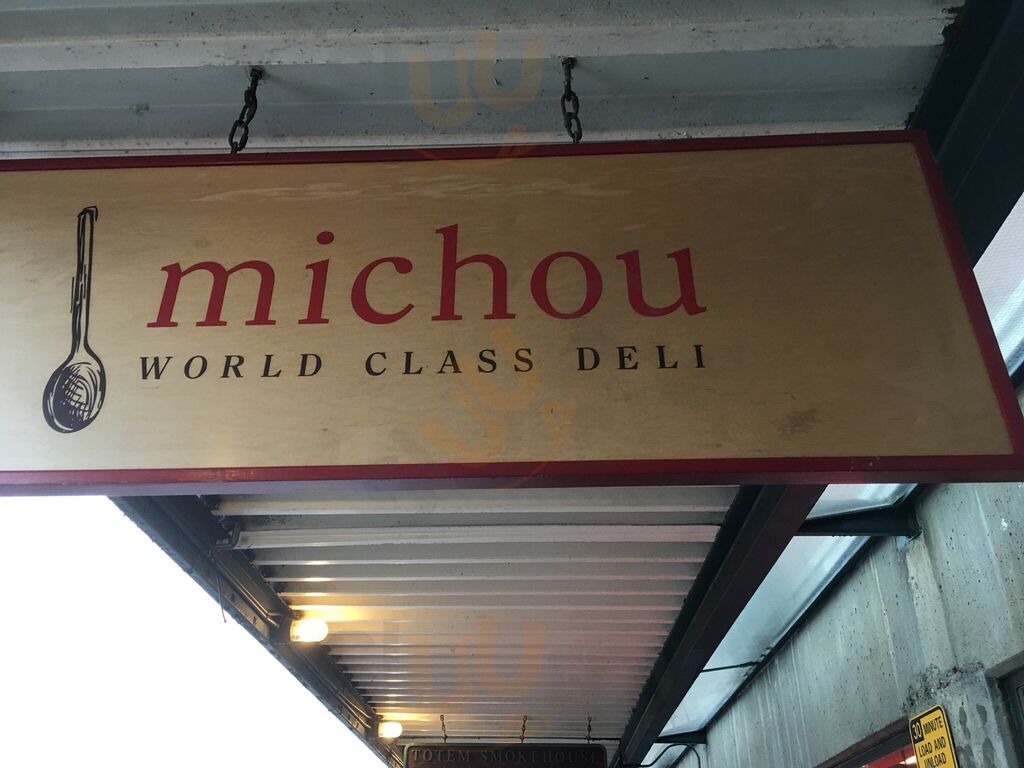 michou
WORLD CLASS DELI
TOTEM SMOKEHOUSE
30 MINUTE
LOAD AND
UNLOAD